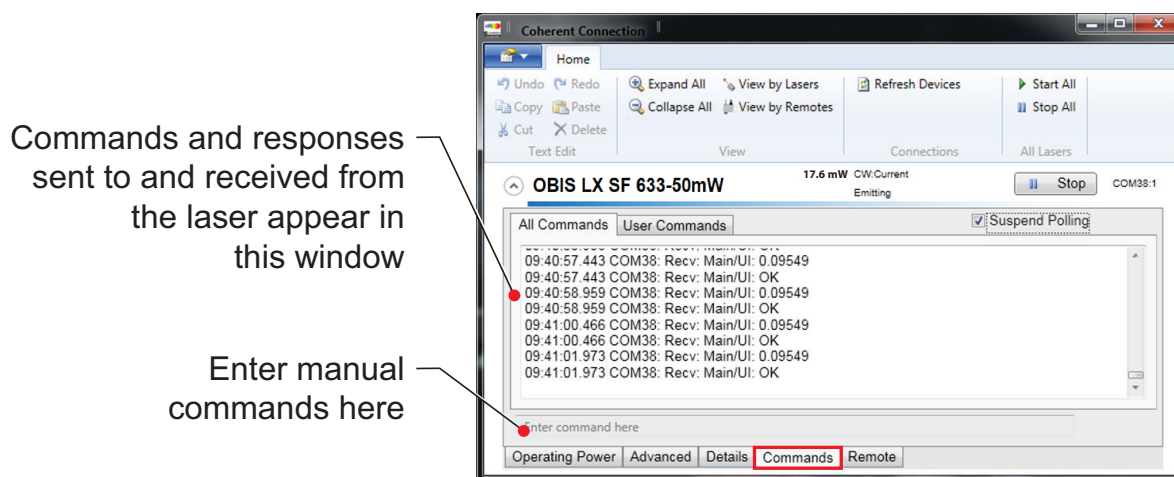 Coherent Connection
Home
Undo Redo
Copy Paste
Cut Delete
Text Edit
Expand All View by Lasers
Collapse All View by Remotes
View
Refresh Devices
Connections
Start All
Stop All
All Lasers
OBIS LX SF 633-50mW
17.6 mW CW:Current
Emitting
Stop
COM38:1
All Commands User Commands
Suspend Polling
Commands and responses
sent to and received from
the laser appear in
this window
09:40:57.443 COM38: Recv: Main/UI: 0.09549
09:40:57.443 COM38: Recv: Main/UI: OK
09:40:58.959 COM38: Recv: Main/UI: 0.09549
09:40:58.959 COM38: Recv: Main/UI: OK
09:41:00.466 COM38: Recv: Main/UI: 0.09549
09:41:00.466 COM38: Recv: Main/UI: OK
09:41:01.973 COM38: Recv: Main/UI: 0.09549
09:41:01.973 COM38: Recv: Main/UI: OK
Enter manual
commands here
Enter command here
Operating Power Advanced Details Commands Remote